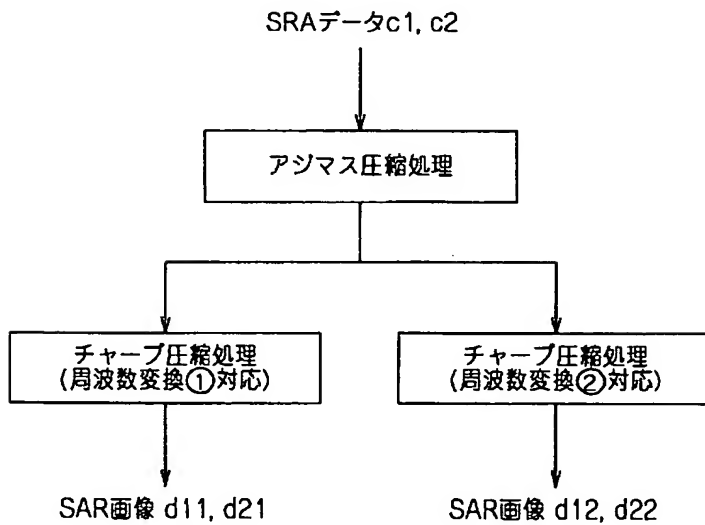 SRAデータc1, c2
アジマス圧縮処理
チャープ圧縮処理
(周波数変換①対応)
チャープ圧縮処理
(周波数変換②対応)
SAR画像 d11, d21
SAR画像 d12, d22